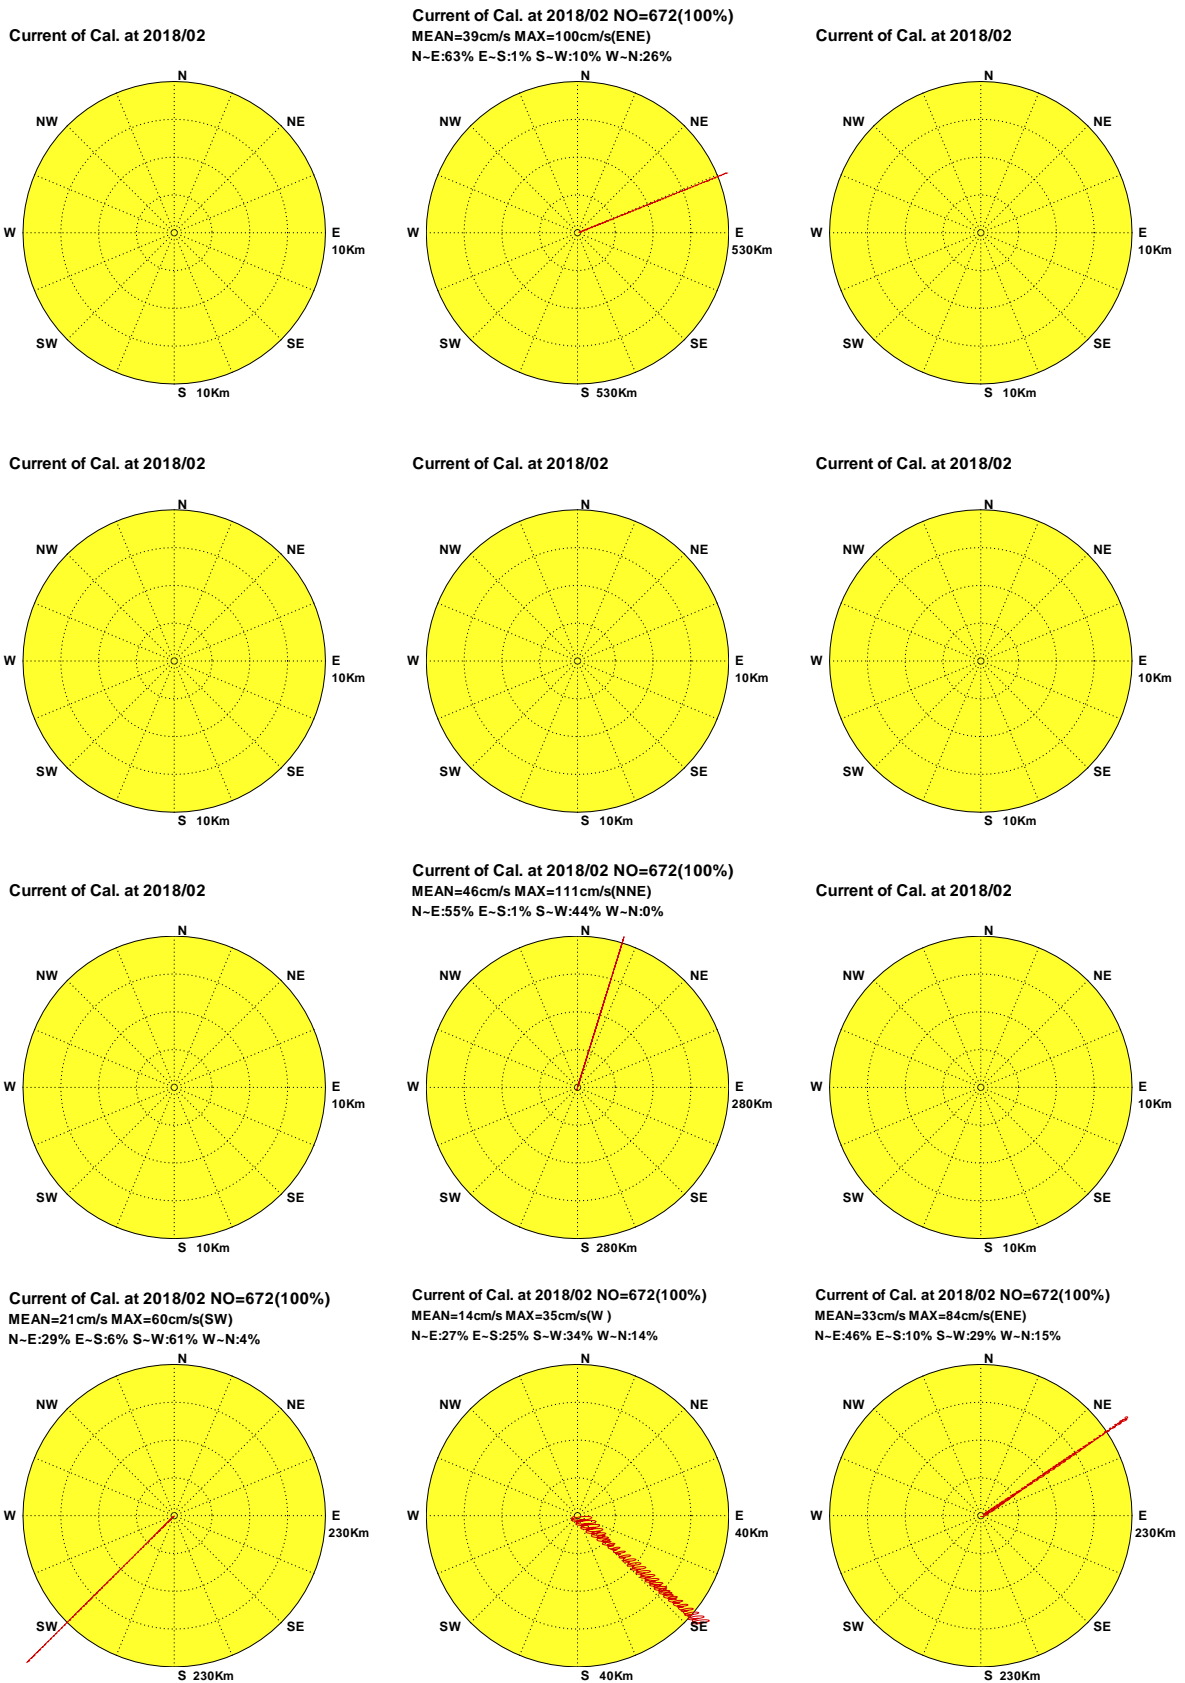 Current of Cal. at 2018/02
N
NW
NE
W
E
10Km
SW
SE
S 10Km
Current of Cal. at 2018/02 NO=672(100%)
MEAN=39cm/s MAX=100cm/s(ENE)
N~E:63% E~S:1% S~W:10% W~N:26%
N
NW
NE
W
E
530Km
SW
SE
S 530Km
Current of Cal. at 2018/02
N
NW
NE
W
E
10Km
SW
SE
S 10Km
Current of Cal. at 2018/02
N
NW
NE
W
E
10Km
SW
SE
S 10Km
Current of Cal. at 2018/02
N
NW
NE
W
E
10Km
SW
SE
S 10Km
Current of Cal. at 2018/02
N
NW
NE
W
E
10Km
SW
SE
S 10Km
Current of Cal. at 2018/02
N
NW
NE
W
E
10Km
SW
SE
S 10Km
Current of Cal. at 2018/02 NO=672(100%)
MEAN=46cm/s MAX=111cm/s(NNE)
N~E:55% E~S:1% S~W:44% W~N:0%
N
NW
NE
W
E
280Km
SW
SE
S 280Km
Current of Cal. at 2018/02
N
NW
NE
W
E
10Km
SW
SE
S 10Km
Current of Cal. at 2018/02 NO=672(100%)
MEAN=21cm/s MAX=60cm/s(SW)
N~E:29% E~S:6% S~W:61% W~N:4%
N
NW
NE
W
E
230Km
SW
SE
S 230Km
Current of Cal. at 2018/02 NO=672(100%)
MEAN=14cm/s MAX=35cm/s(W )
N~E:27% E~S:25% S~W:34% W~N:14%
N
NW
NE
W
E
40Km
SW
SE
S 40Km
Current of Cal. at 2018/02 NO=672(100%)
MEAN=33cm/s MAX=84cm/s(ENE)
N~E:46% E~S:10% S~W:29% W~N:15%
N
NW
NE
W
E
230Km
SW
SE
S 230Km